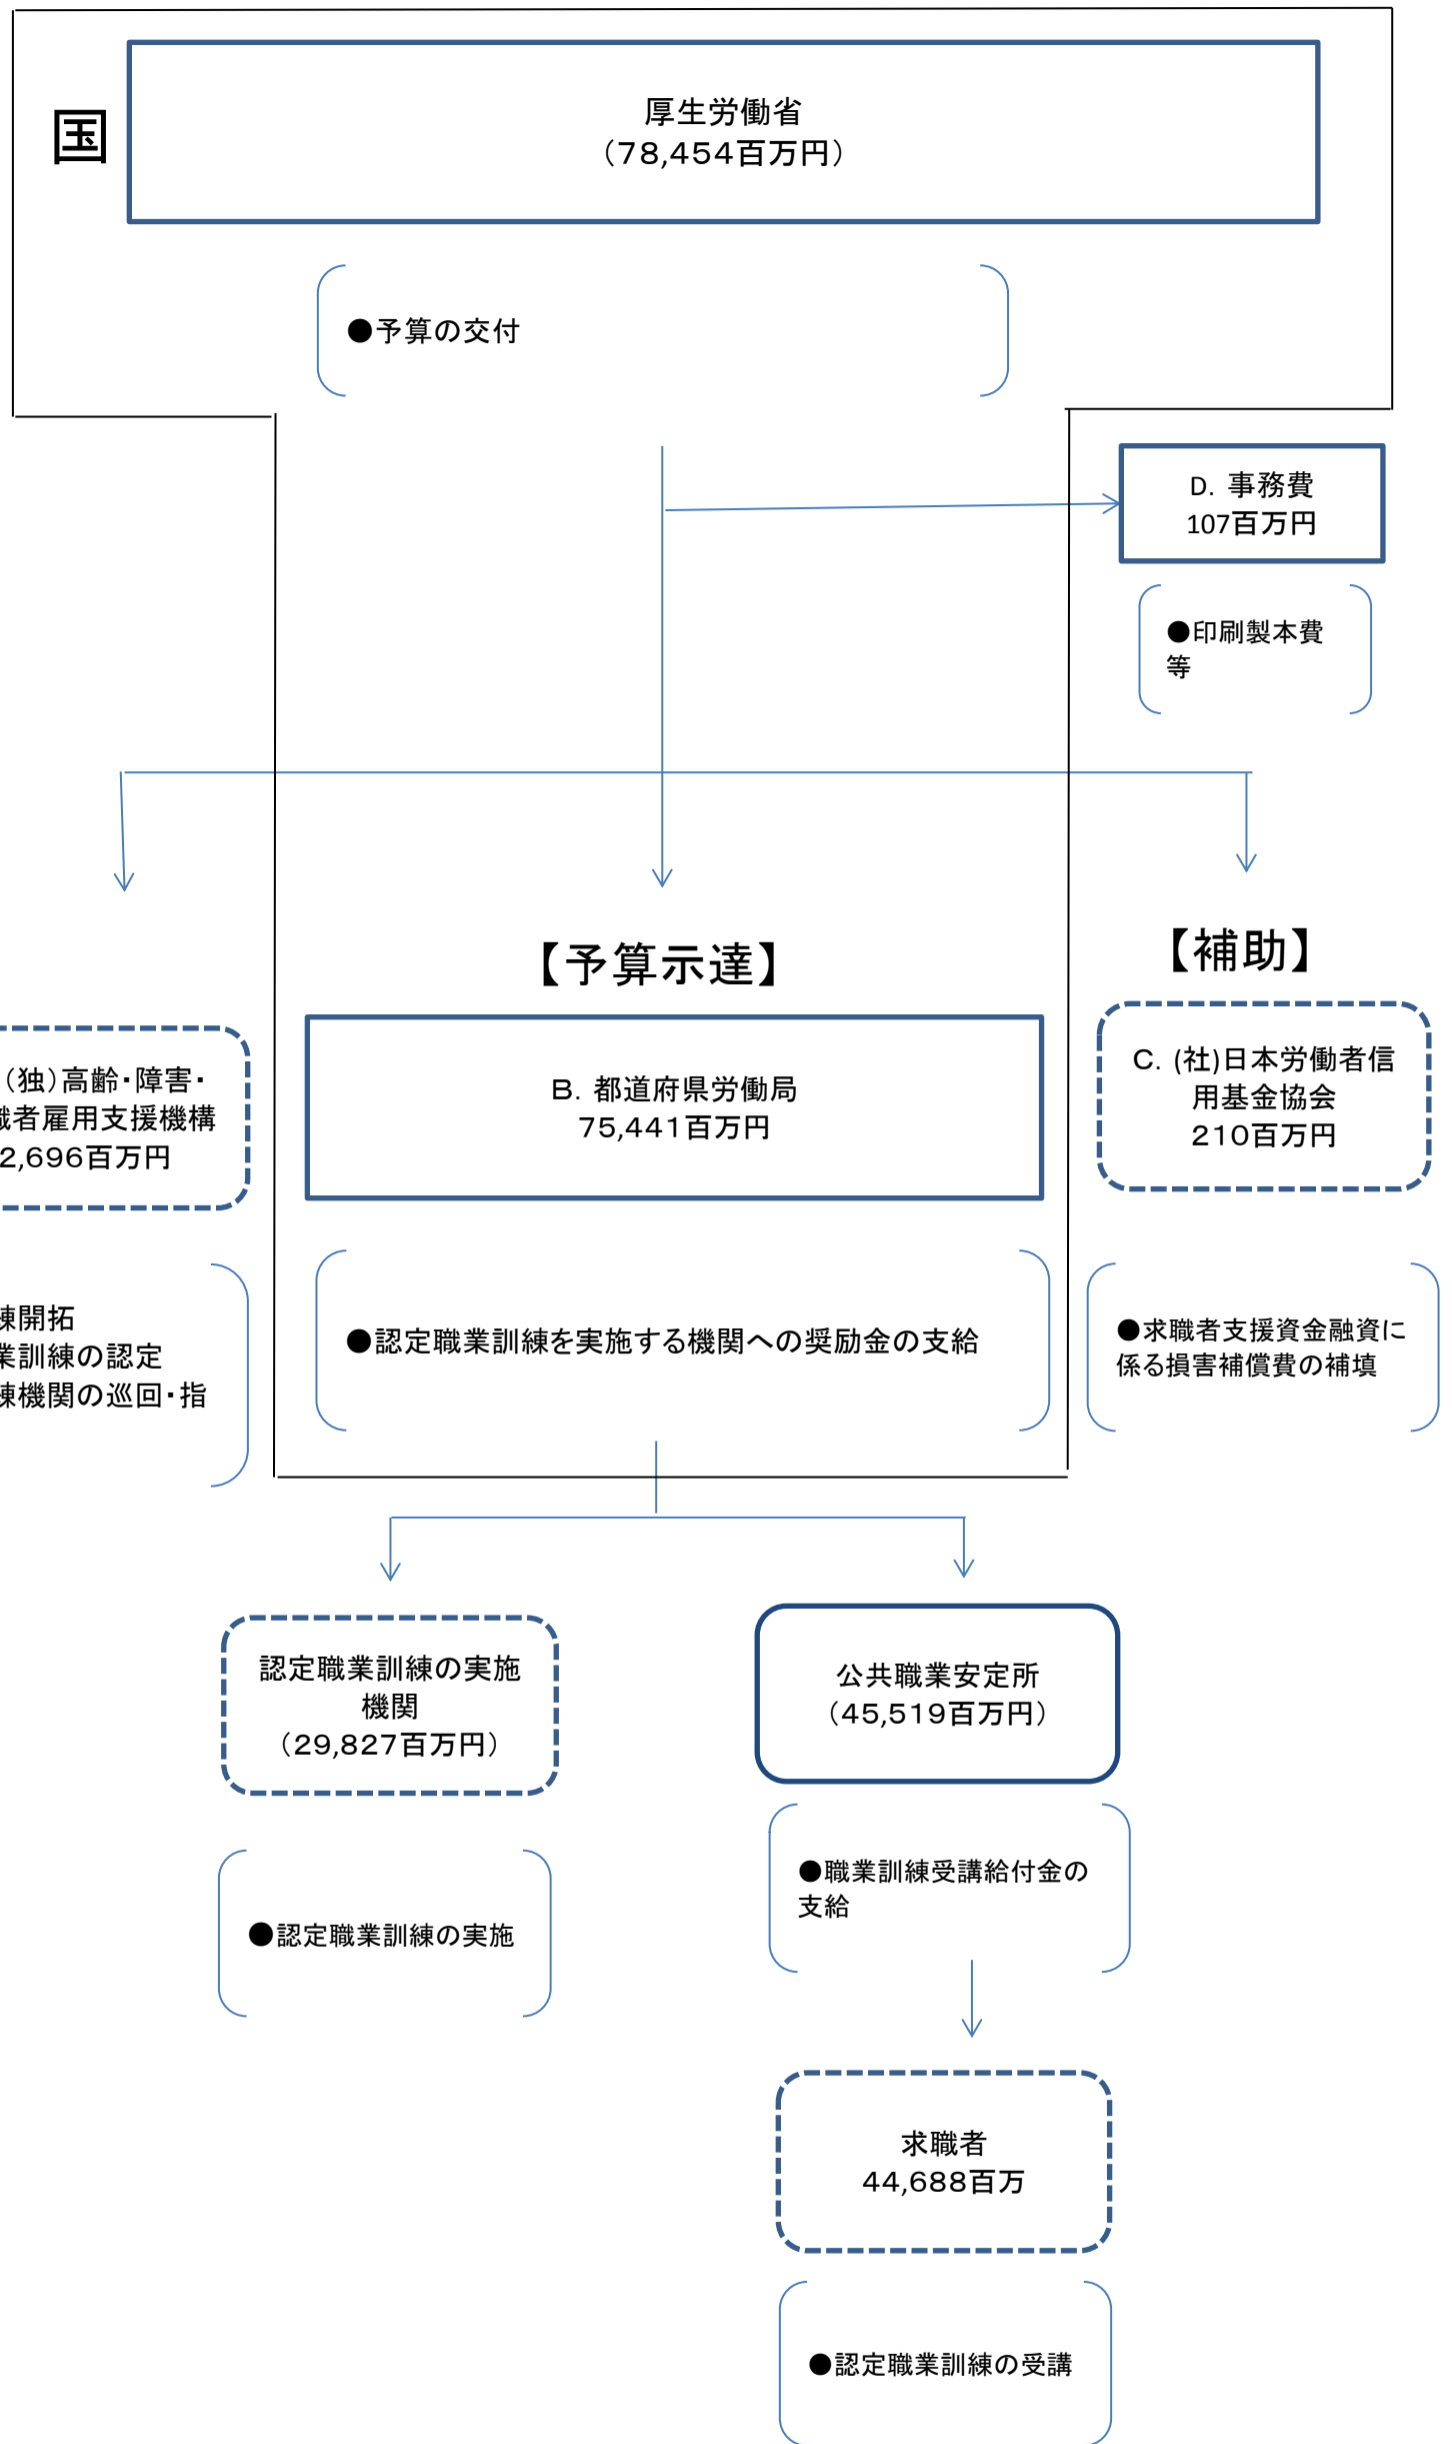 国
厚生労働省
（78,454百万円）
●予算の交付
D. 事務費
107百万円
●印刷製本費
等
【予算示達】
【補助】
（独）高齢・障害・
職者雇用支援機構
2,696百万円
B. 都道府県労働局
75,441百万円
C. (社)日本労働者信
用基金協会
210百万円
練開拓
業訓練の認定
練機関の巡回・指
●認定職業訓練を実施する機関への奨励金の支給
●求職者支援資金融資に
係る損害補償費の補填
認定職業訓練の実施
機関
（29,827百万円）
公共職業安定所
（45,519百万円）
●認定職業訓練の実施
●職業訓練受講給付金の
支給
求職者
44,688百万
●認定職業訓練の受講